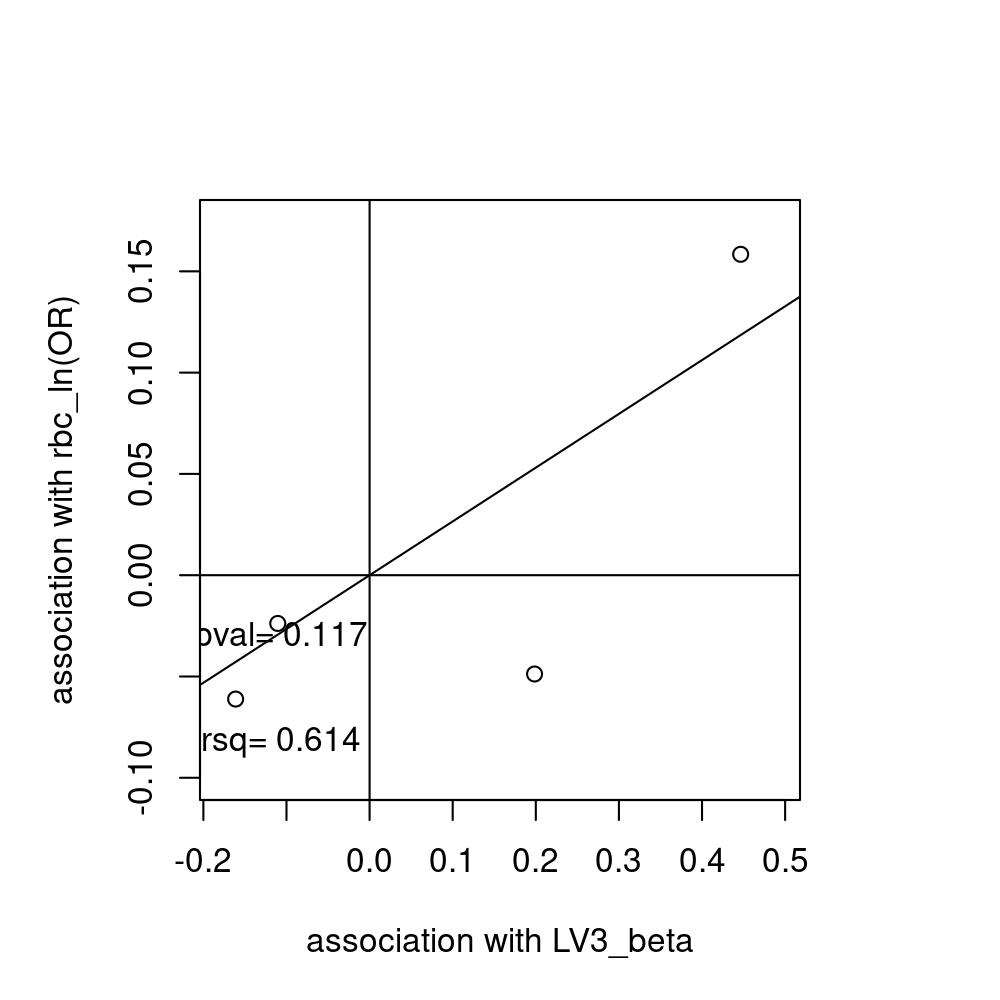 association with rbc_ln(OR)
0.15
0.10
0.05
0.00
-0.10
pval= 0.117
rsq= 0.614
-0.2 0.0 0.1 0.2 0.3 0.4 0.5
association with LV3_beta